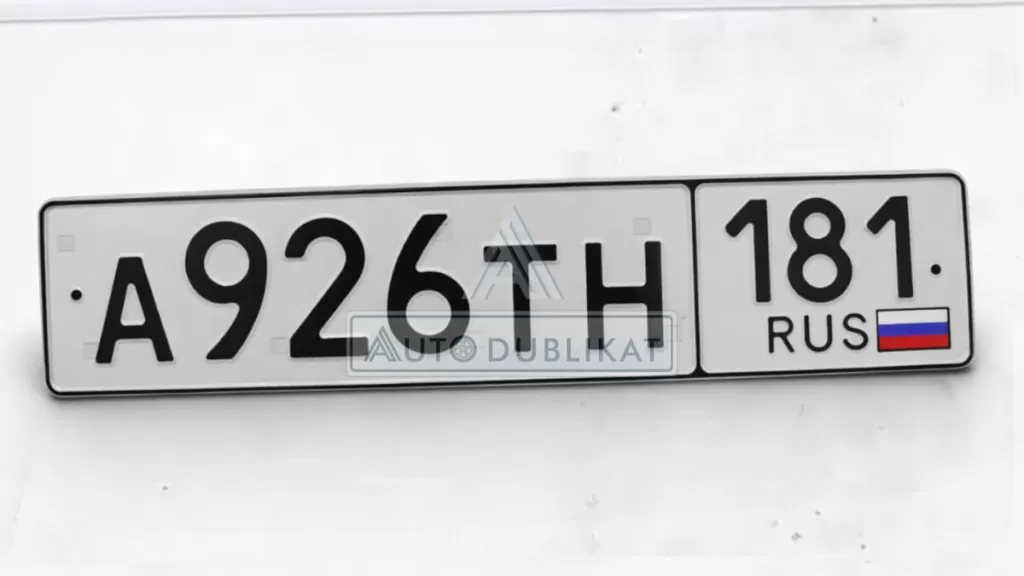 А926ТН 181
RUS
AUTO DUBLIKAT